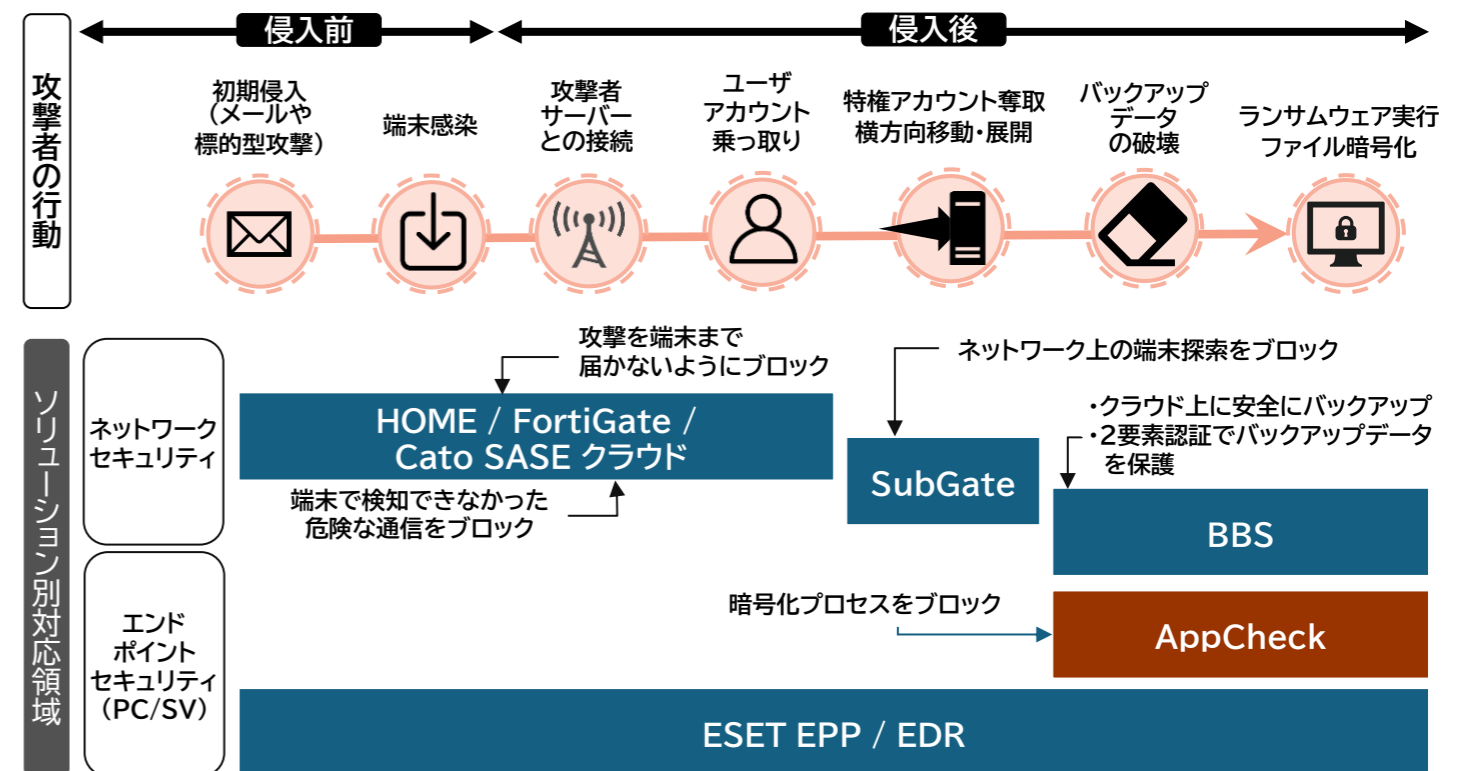 侵入前
侵入後
攻撃者の行動
初期侵入
(メールや
標的型攻撃)
端末感染
攻撃者
サーバー
との接続
ユーザ
アカウント
乗っ取り
特権アカウント奪取
横方向移動・展開
バックアップ
データ
の破壊
ランサムウェア実行
ファイル暗号化
ソリューション別対応領域
ネットワーク
セキュリティ
攻撃を端末まで
届かないようにブロック
HOME / FortiGate /
Cato SASE クラウド
端末で検知できなかった
危険な通信をブロック
ネットワーク上の端末探索をブロック
SubGate
・クラウド上に安全にバックアップ
・2要素認証でバックアップデータ
を保護
BBS
エンド
ポイント
セキュリティ
(PC/SV)
暗号化プロセスをブロック
AppCheck
ESET EPP / EDR